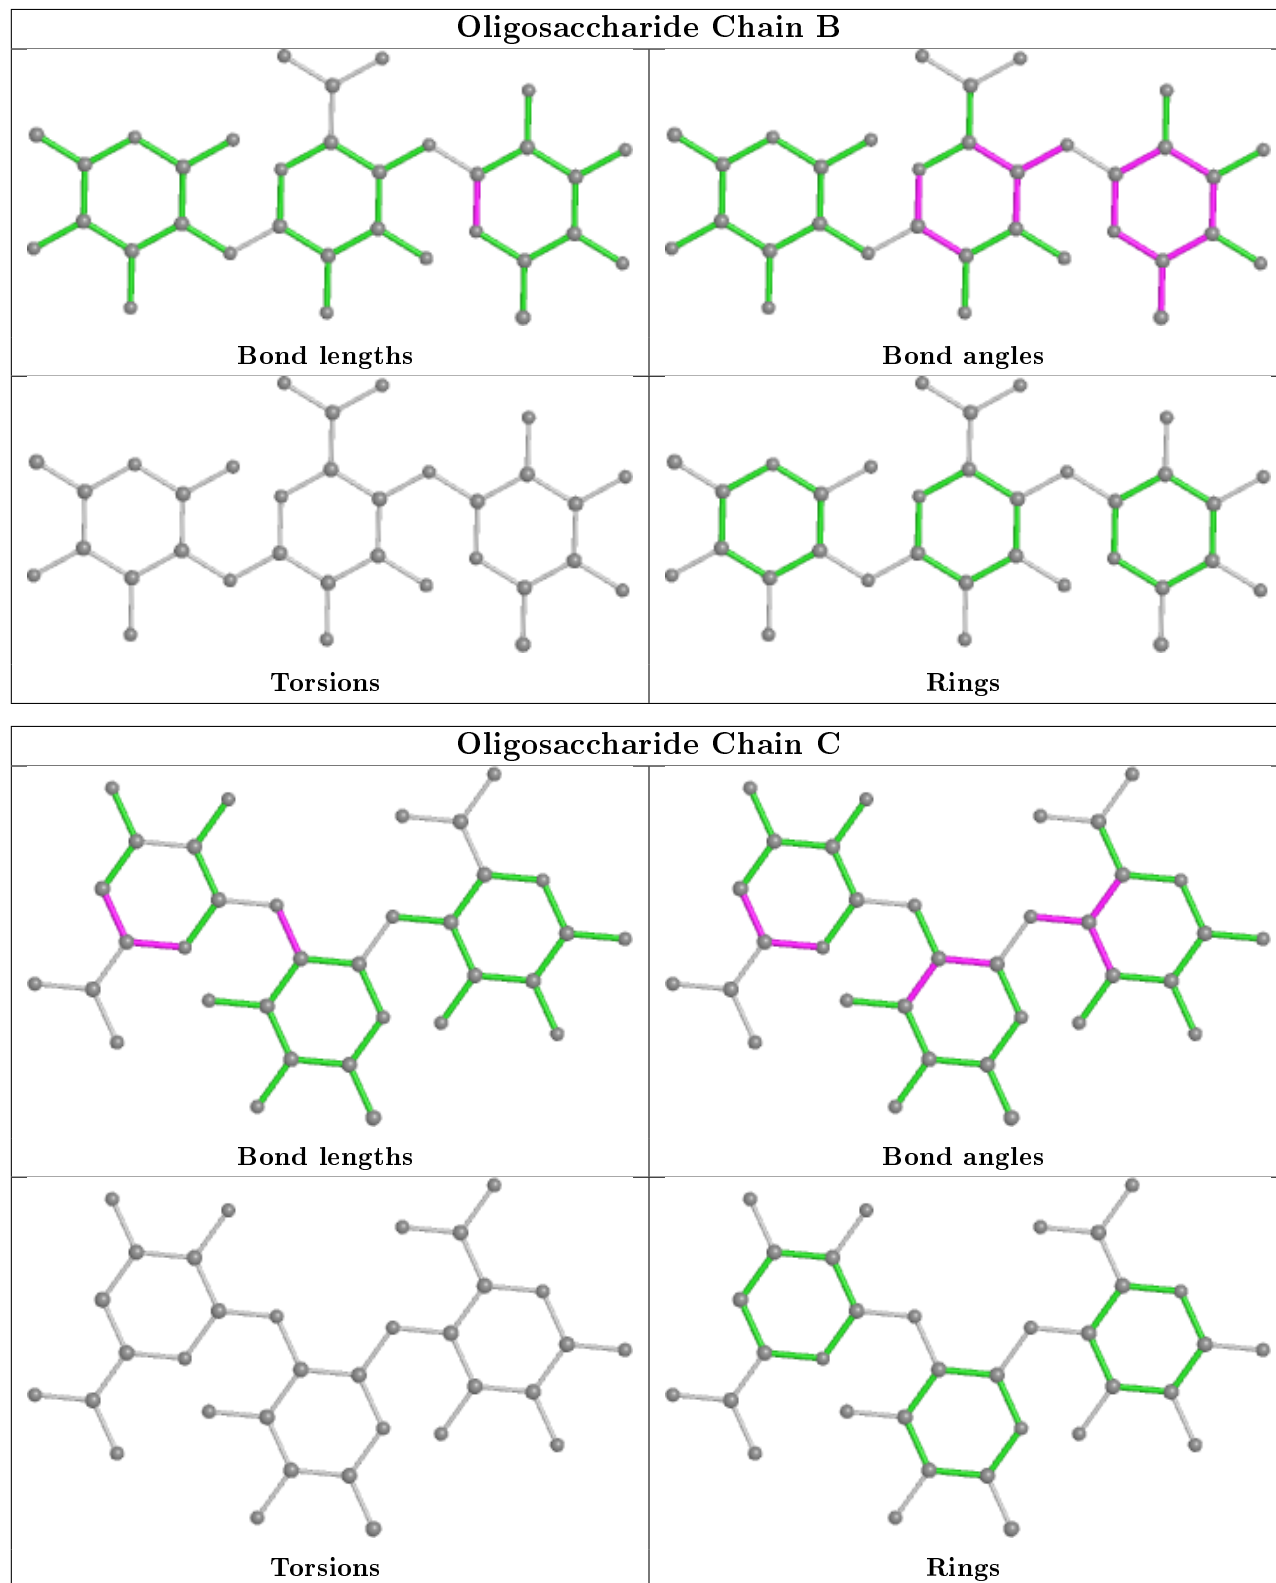 Oligosaccharide Chain B
Bond lengths
Bond angles
Torsions
Rings
Oligosaccharide Chain C
Bond lengths
Bond angles
Torsions
Rings